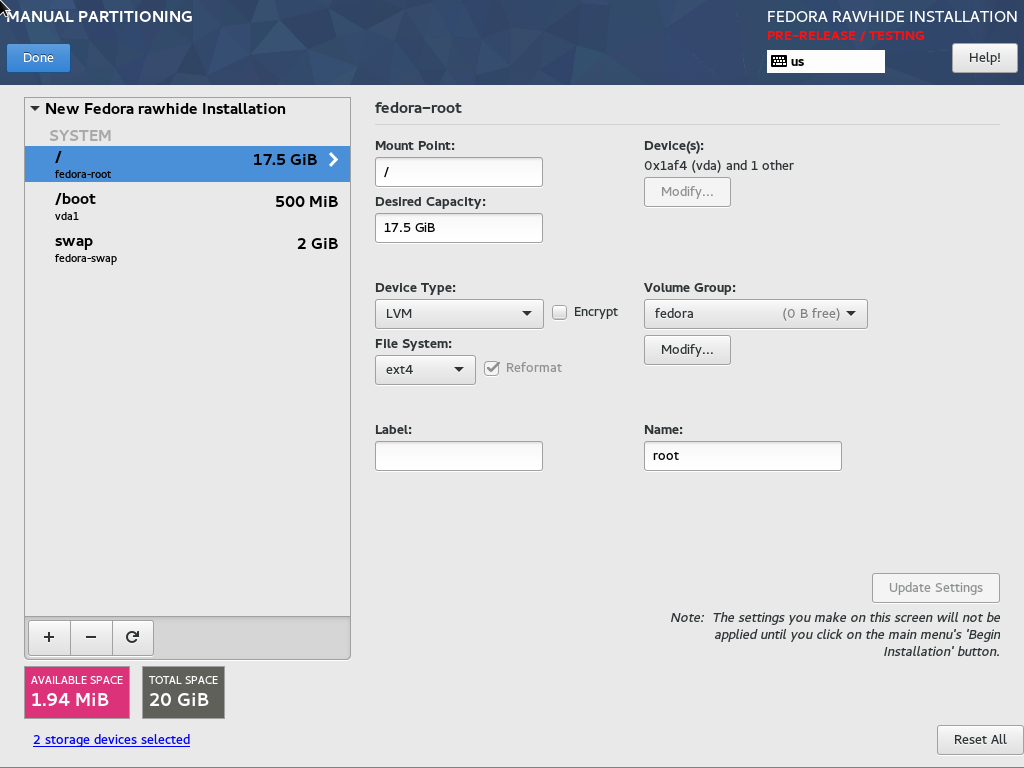 MANUAL PARTITIONING
FEDORA RAWHIDE INSTALLATION
PRE-RELEASE / TESTING
Done
us
Help!
New Fedora rawhide Installation
SYSTEM
/
17.5 GiB
fedora-root
/boot
500 MiB
vda1
swap
2 GiB
fedora-swap
+
−
AVAILABLE SPACE
1.94 MiB
TOTAL SPACE
20 GiB
2 storage devices selected
fedora-root
Mount Point:
/
Desired Capacity:
17.5 GiB
Device(s):
0x1af4 (vda) and 1 other
Modify...
Device Type:
LVM
Encrypt
File System:
ext4
Reformat
Volume Group:
fedora (0 B free)
Modify...
Label:
Name:
root
Update Settings
Note: The settings you make on this screen will not be
applied until you click on the main menu's 'Begin
Installation' button.
Reset All